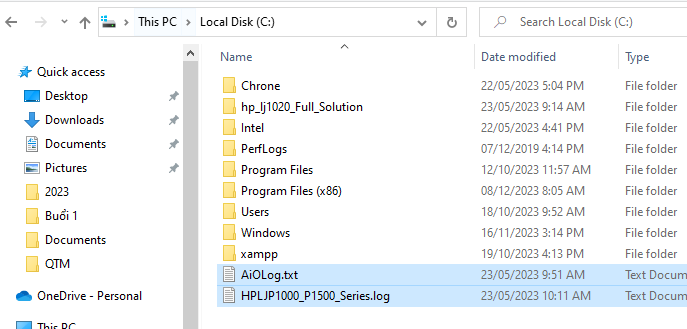 This PC > Local Disk (C:)
Search Local Disk (C:)
Quick access
Desktop
Downloads
Documents
Pictures
2023
Buổi 1
Documents
QTM
OneDrive - Personal
This PC
Name Date modified Type
Chrome 22/05/2023 5:04 PM File folder
hp_lj1020_Full_Solution 23/05/2023 9:14 AM File folder
Intel 22/05/2023 4:41 PM File folder
PerfLogs 07/12/2019 4:14 PM File folder
Program Files 12/10/2023 11:57 AM File folder
Program Files (x86) 08/12/2023 8:05 AM File folder
Users 18/10/2023 9:52 AM File folder
Windows 16/11/2023 3:14 PM File folder
xampp 19/10/2023 4:13 PM File folder
AiOLog.txt 23/05/2023 9:51 AM Text Docum
HPLJP1000_P1500_Series.log 23/05/2023 10:11 AM Text Docum